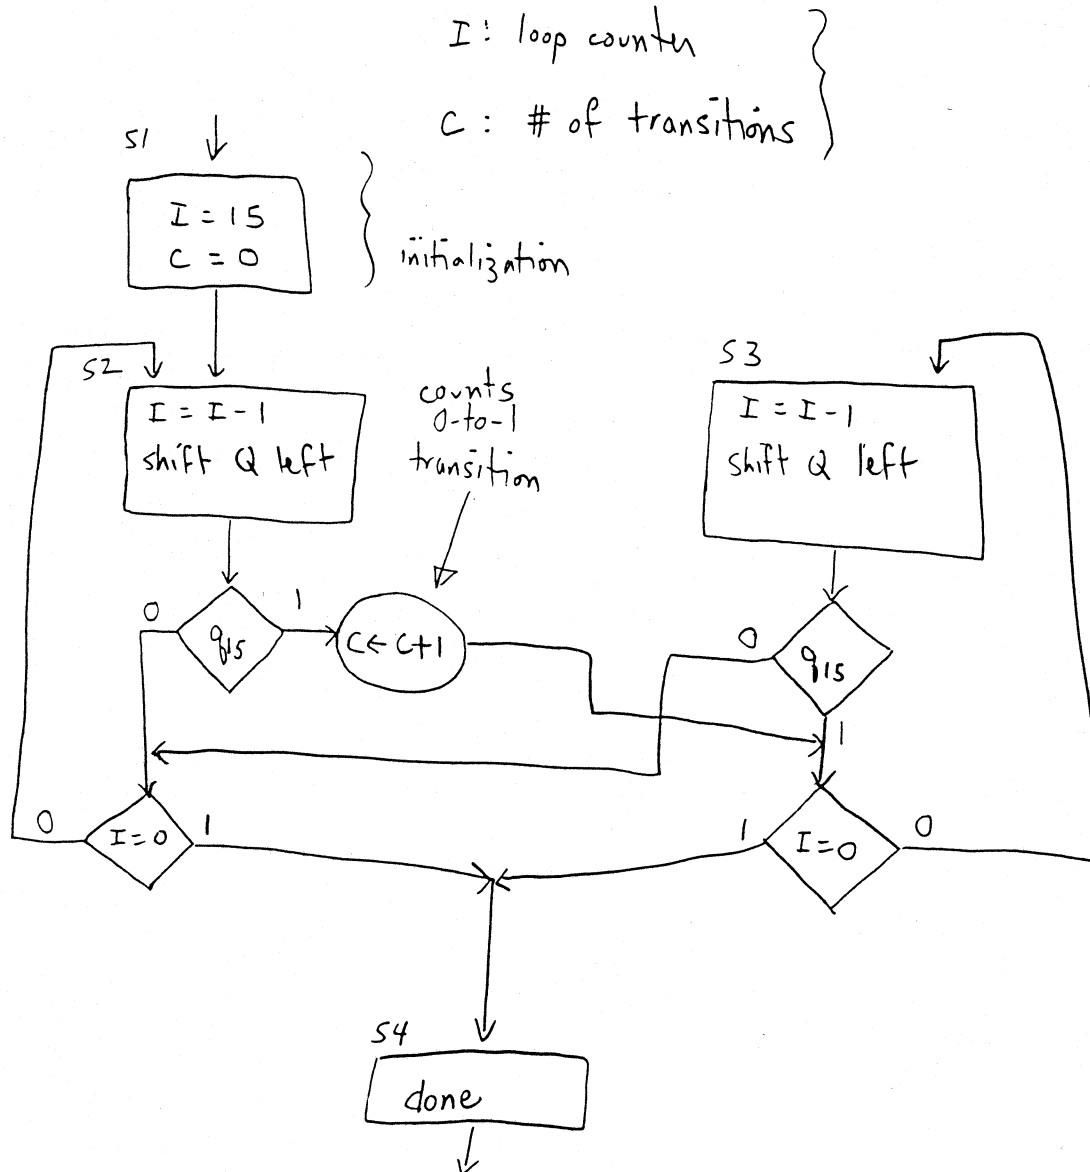 I: loop counter
C: # of transitions
S1
I = 15
C = 0
initialization
S2
I = I - 1
shift Q left
counts
0-to-1
transition
S3
I = I - 1
shift Q left
0
q15
1
C ← C+1
0
q15
1
0
I=0
1
1
I=0
0
S4
done